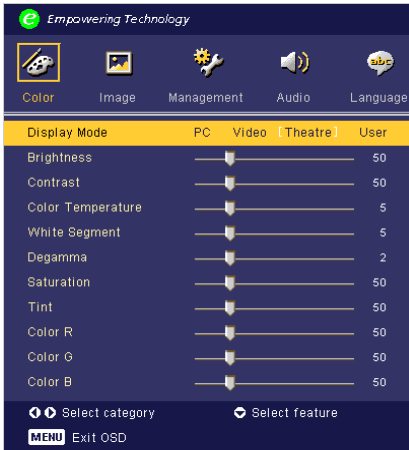 e Empowering Technology
Color Image Management Audio abc Language
Display Mode PC Video [Theatre] User
Brightness 50
Contrast 50
Color Temperature 5
White Segment 5
Degamma 2
Saturation 50
Tint 50
Color R 50
Color G 50
Color B 50
Select category Select feature
MENU Exit OSD